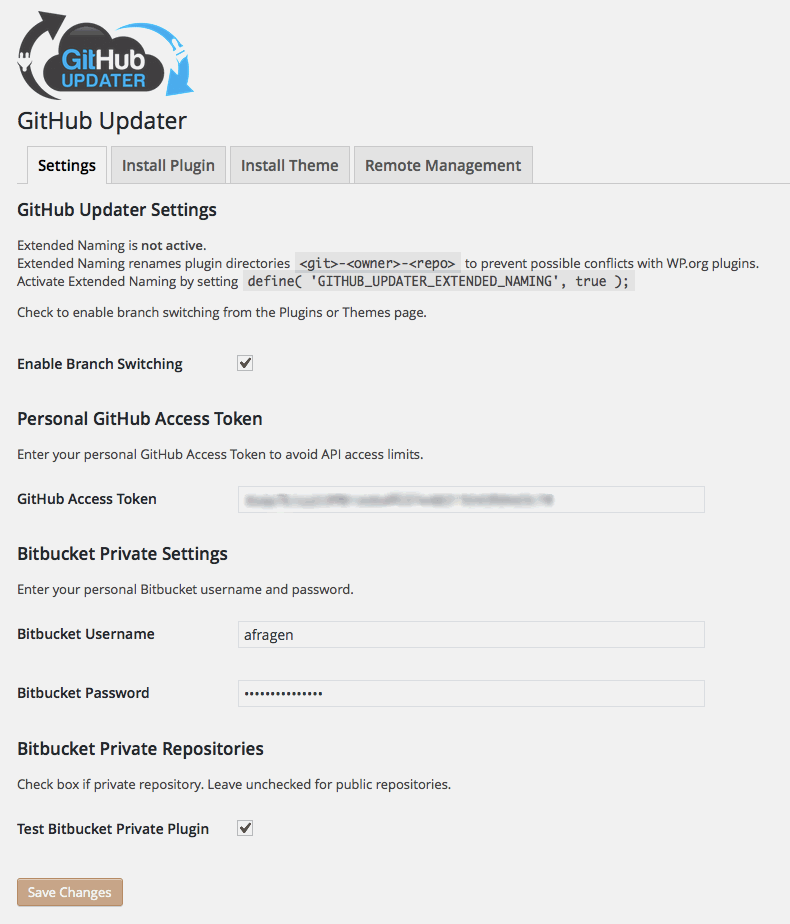 GitHub
UPDATER
GitHub Updater
Settings
Install Plugin
Install Theme
Remote Management
GitHub Updater Settings
Extended Naming is not active.
Extended Naming renames plugin directories <git>-<owner>-<repo> to prevent possible conflicts with WP.org plugins.
Activate Extended Naming by setting define( 'GITHUB_UPDATER_EXTENDED_NAMING', true );
Check to enable branch switching from the Plugins or Themes page.
Enable Branch Switching
Personal GitHub Access Token
Enter your personal GitHub Access Token to avoid API access limits.
GitHub Access Token
Bitbucket Private Settings
Enter your personal Bitbucket username and password.
Bitbucket Username afragen
Bitbucket Password •••••••••••••••
Bitbucket Private Repositories
Check box if private repository. Leave unchecked for public repositories.
Test Bitbucket Private Plugin
Save Changes